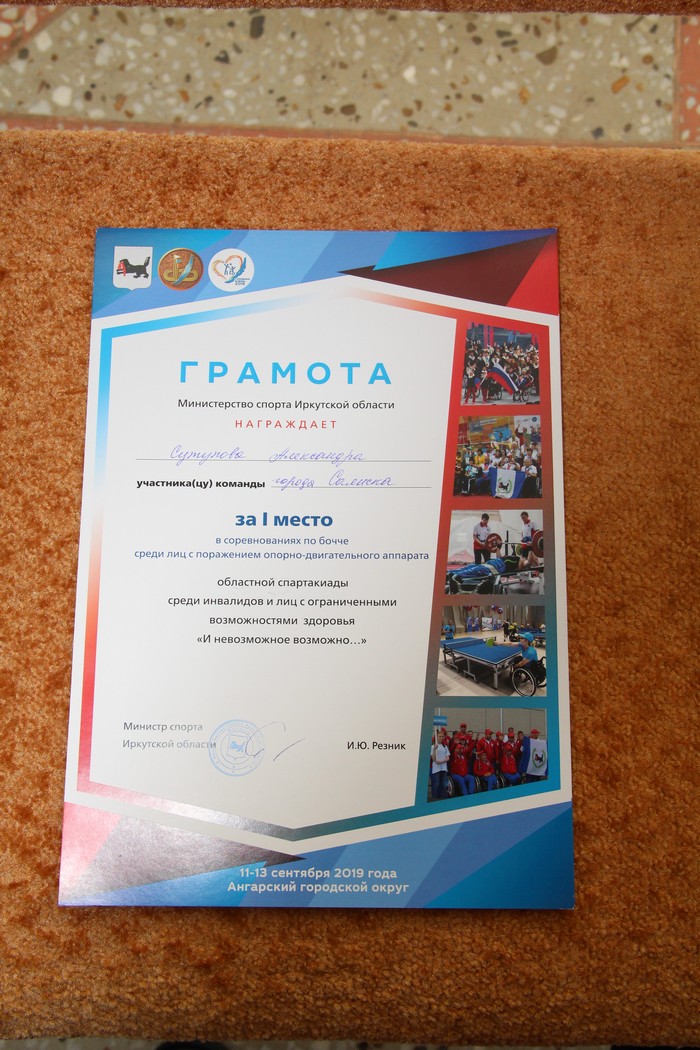 ГРАМОТА
Министерство спорта Иркутской области
НАГРАЖДАЕТ
Александра
участника(цу) команды города Саянска
за I место
в соревнованиях по бочче
среди лиц с поражением опорно-двигательного аппарата
областной спартакиады
среди инвалидов и лиц с ограниченными
возможностями здоровья
«И невозможное возможно...»
Министр спорта
Иркутской области
И.Ю. Резник
11-13 сентября 2019 года
Ангарский городской округ